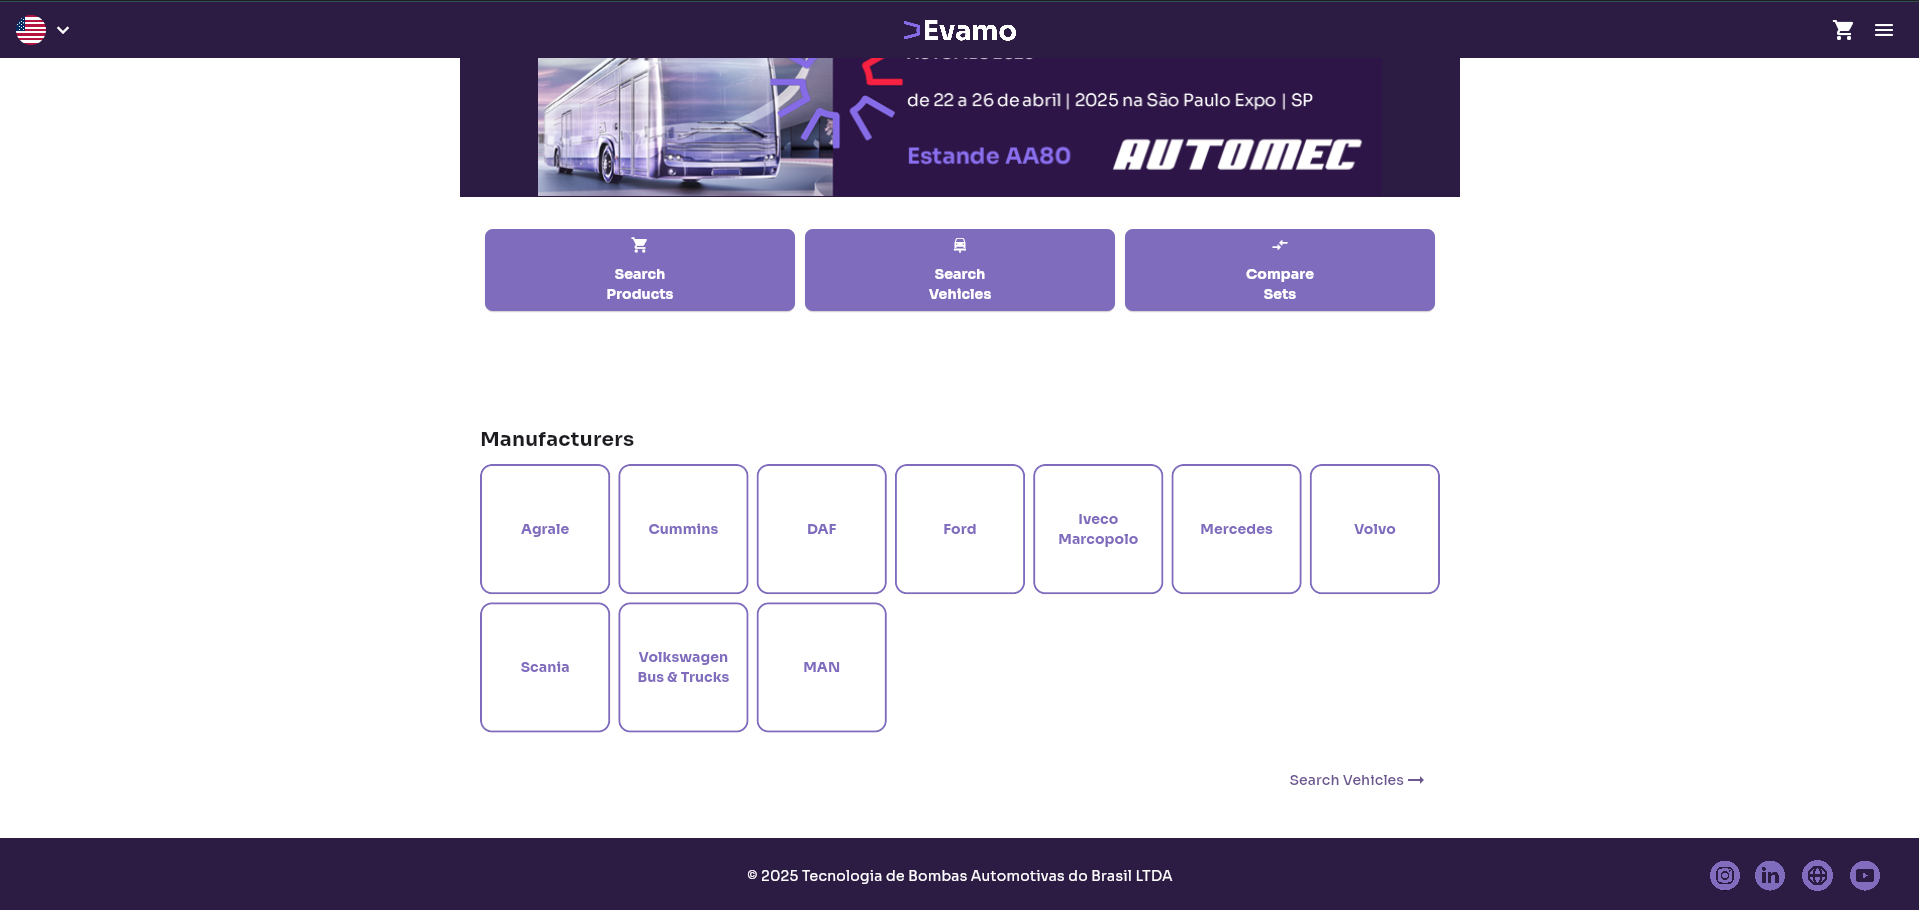 Evamo
de 22 a 26 de abril | 2025 na São Paulo Expo | SP
Estande AA80
AUTOMEC
Search
Products
Search
Vehicles
Compare
Sets
Manufacturers
Agrale
Cummins
DAF
Ford
Iveco
Marcopolo
Mercedes
Volvo
Scania
Volkswagen
Bus & Trucks
MAN
Search Vehicles
© 2025 Tecnologia de Bombas Automotivas do Brasil LTDA